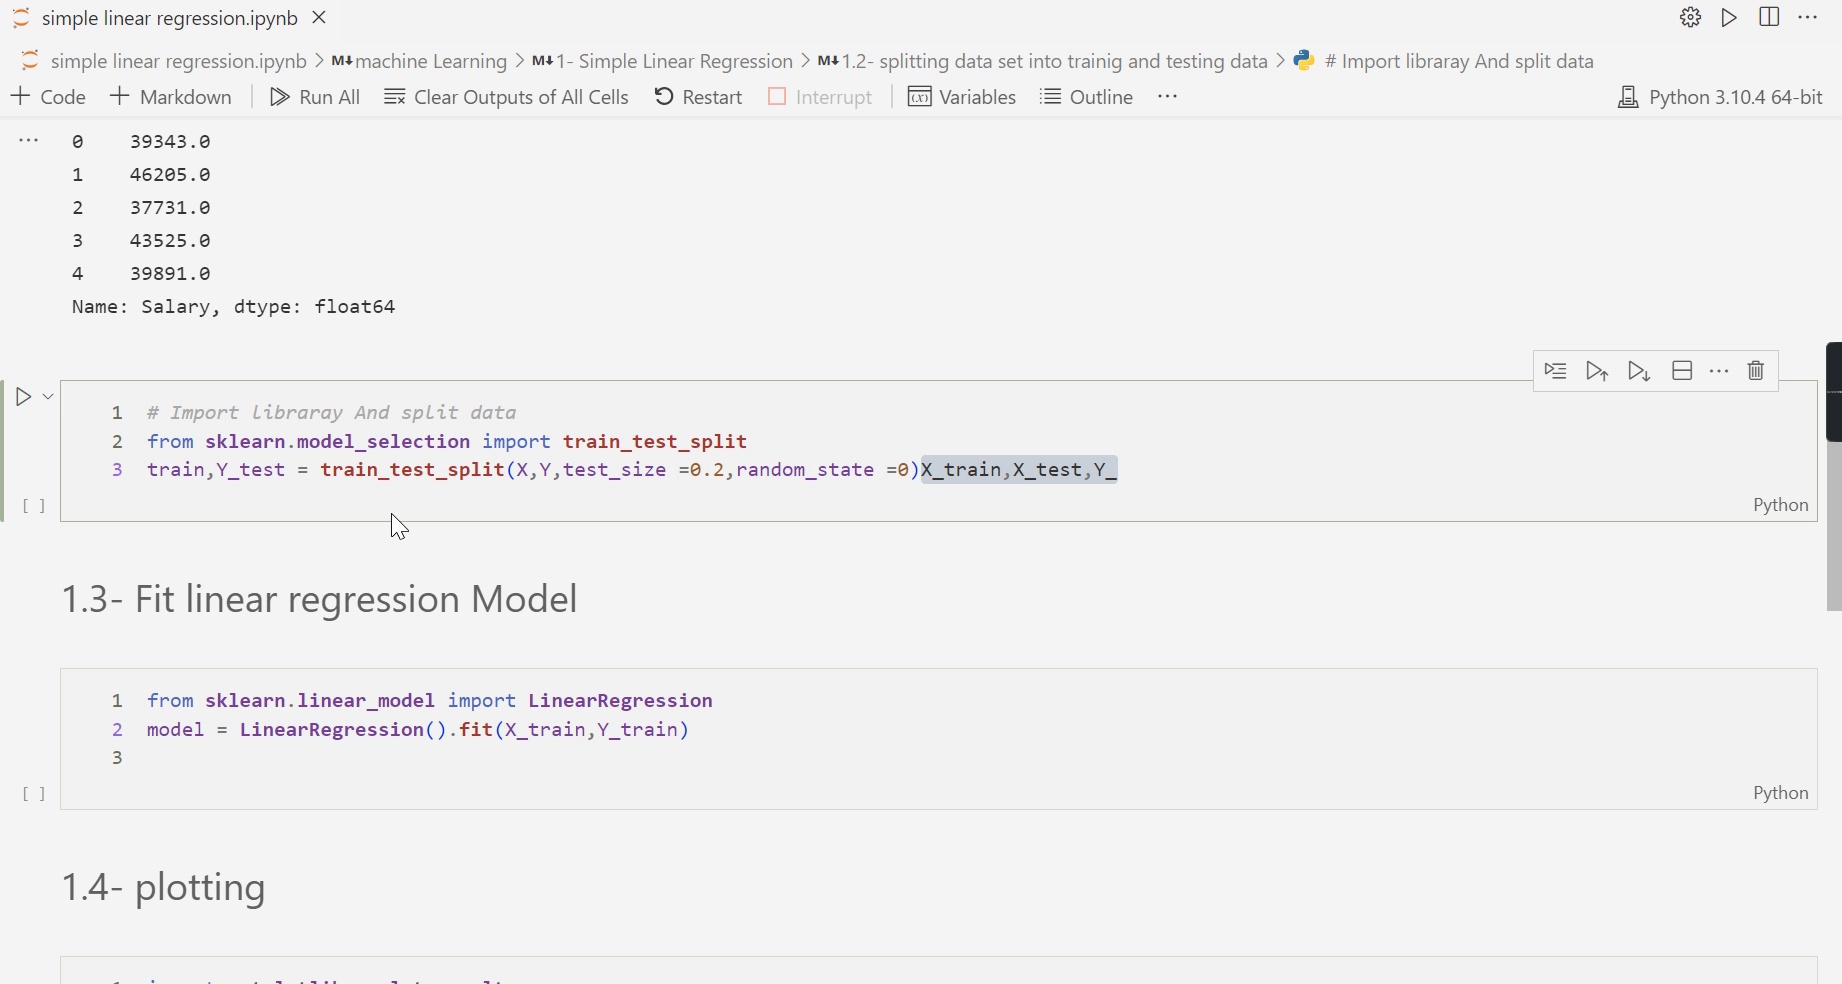 simple linear regression.ipynb
simple linear regression.ipynb > M↓machine Learning > M↓1- Simple Linear Regression > M↓1.2- splitting data set into trainig and testing data > # Import libraray And split data
+ Code + Markdown Run All Clear Outputs of All Cells Restart Interrupt Variables Outline ... Python 3.10.4 64-bit
0 39343.0
1 46205.0
2 37731.0
3 43525.0
4 39891.0
Name: Salary, dtype: float64
1 # Import libraray And split data
2 from sklearn.model_selection import train_test_split
3 train,Y_test = train_test_split(X,Y,test_size =0.2,random_state =0)X_train,X_test,Y_
[ ] Python
1.3- Fit linear regression Model
1 from sklearn.linear_model import LinearRegression
2 model = LinearRegression().fit(X_train,Y_train)
3
[ ] Python
1.4- plotting